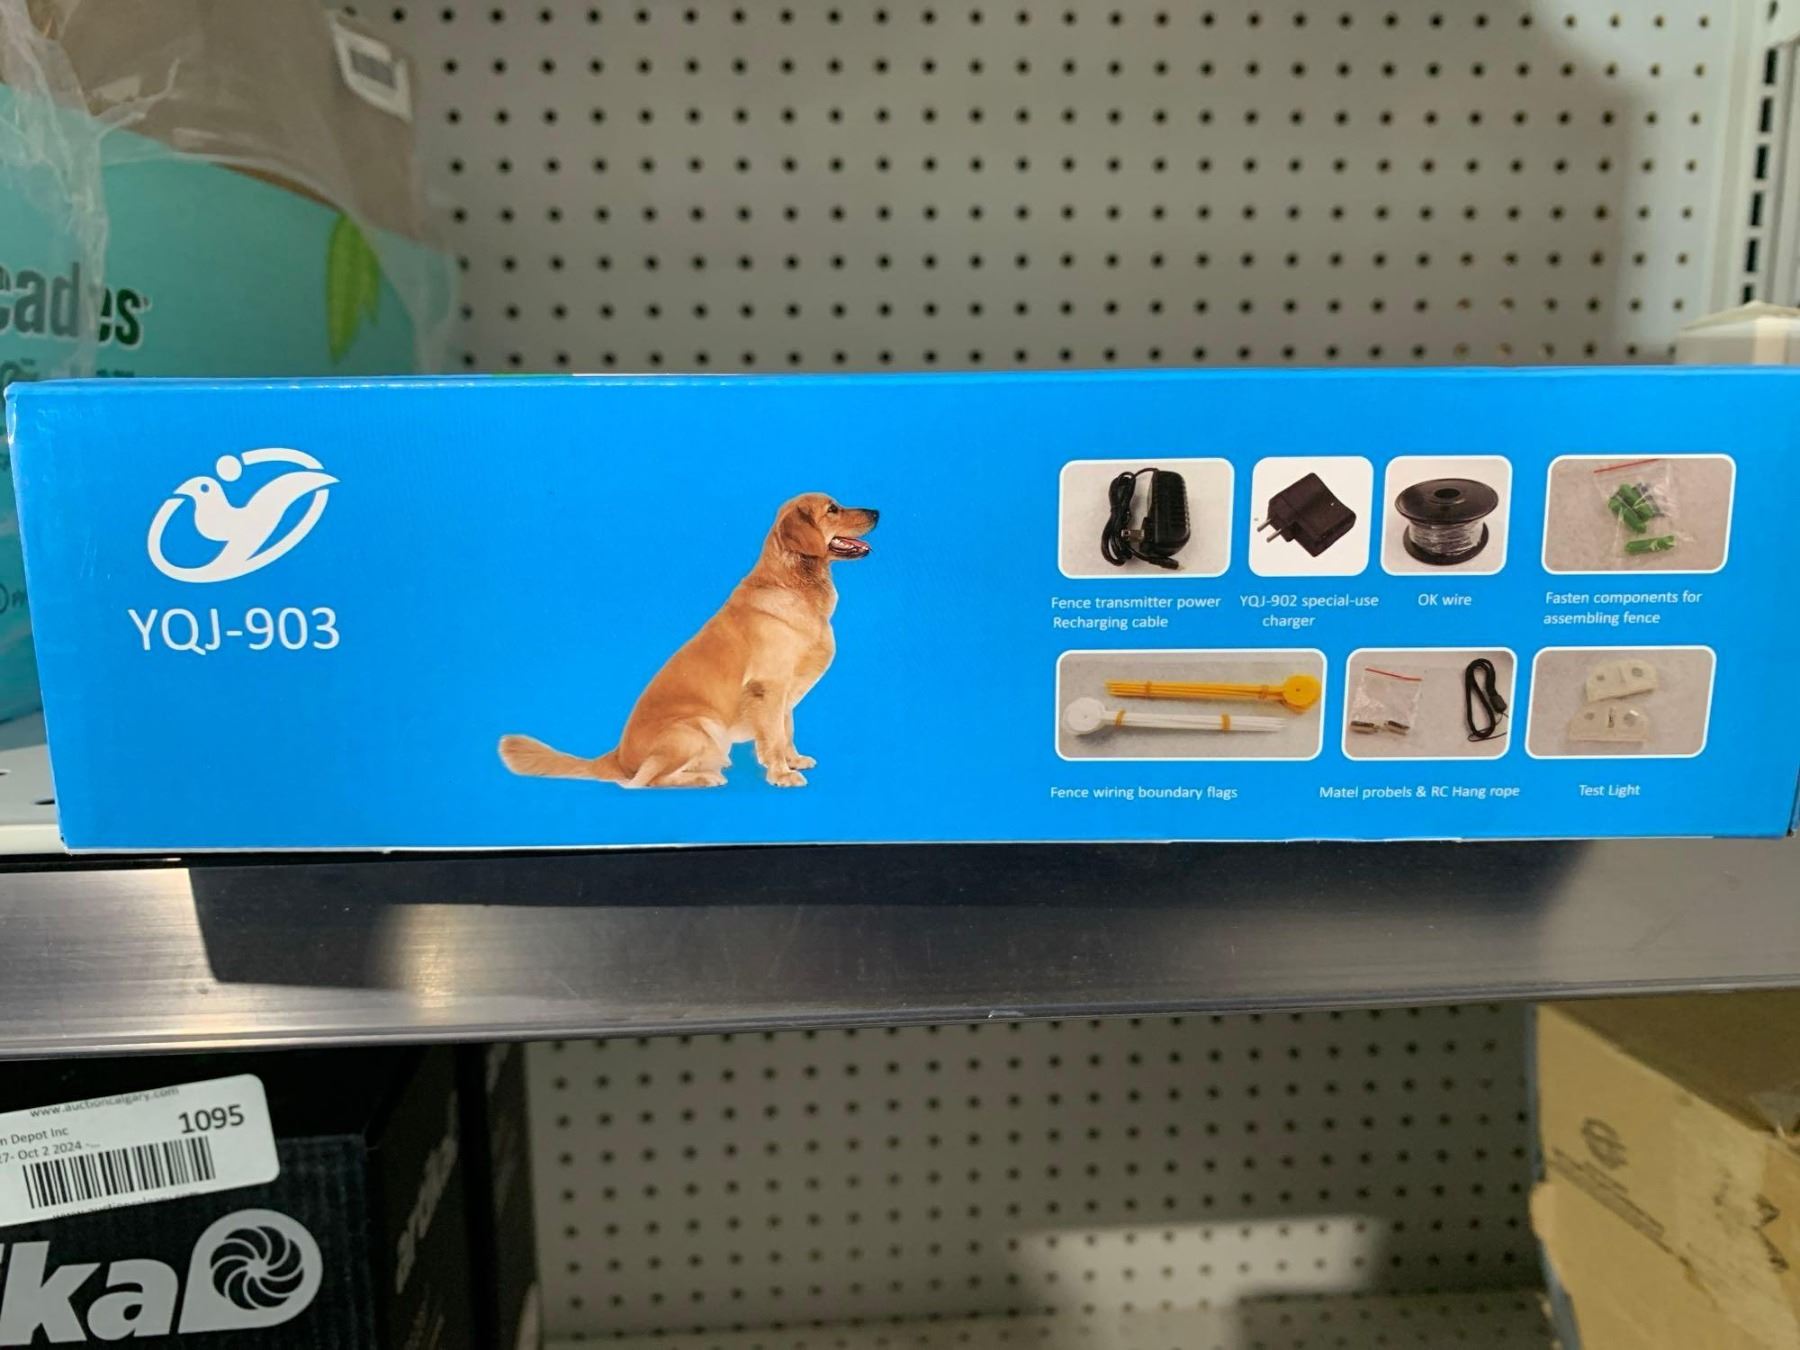 YQJ-903
Fence transmitter power
Recharging cable
YQJ-902 special-use
charger
OK wire
Fasten components for
assembling fence
Fence wiring boundary flags
Matel probels & RC Hang rope
Test Light
www.auctioncalgary.com
1095
Depot Inc
Oct 2 2024 -...